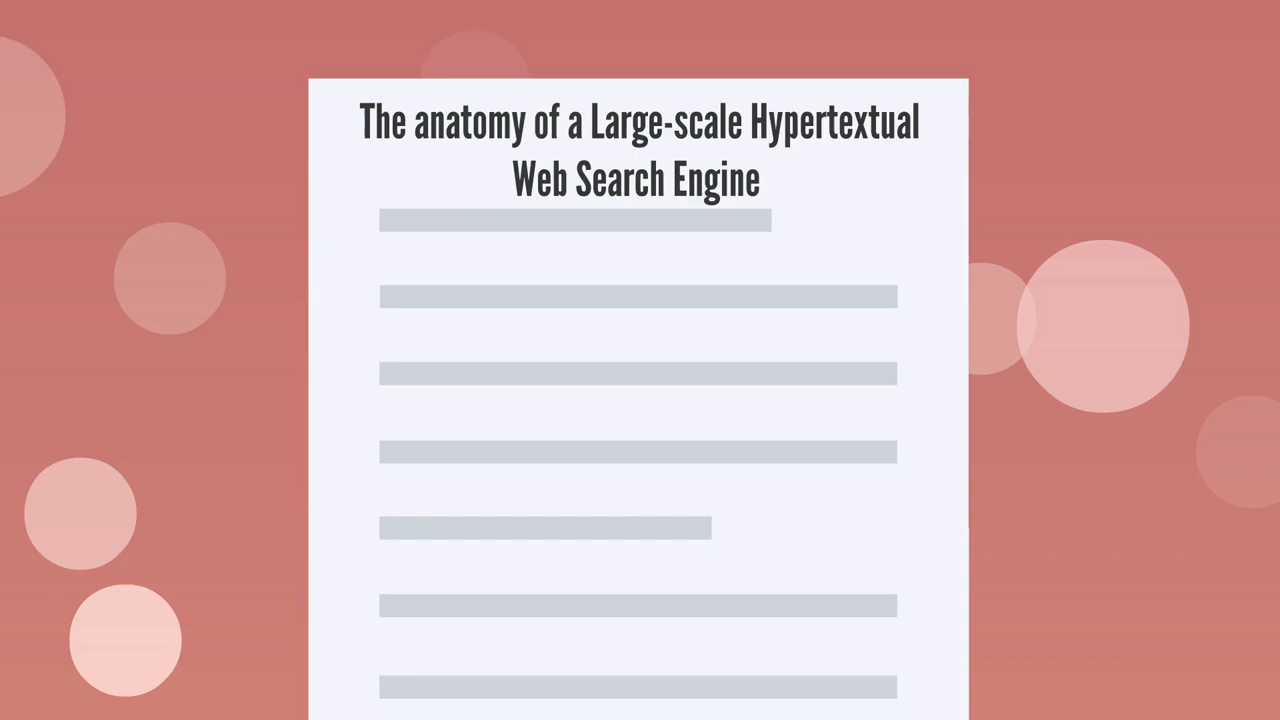 The anatomy of a Large-scale Hypertextual
Web Search Engine